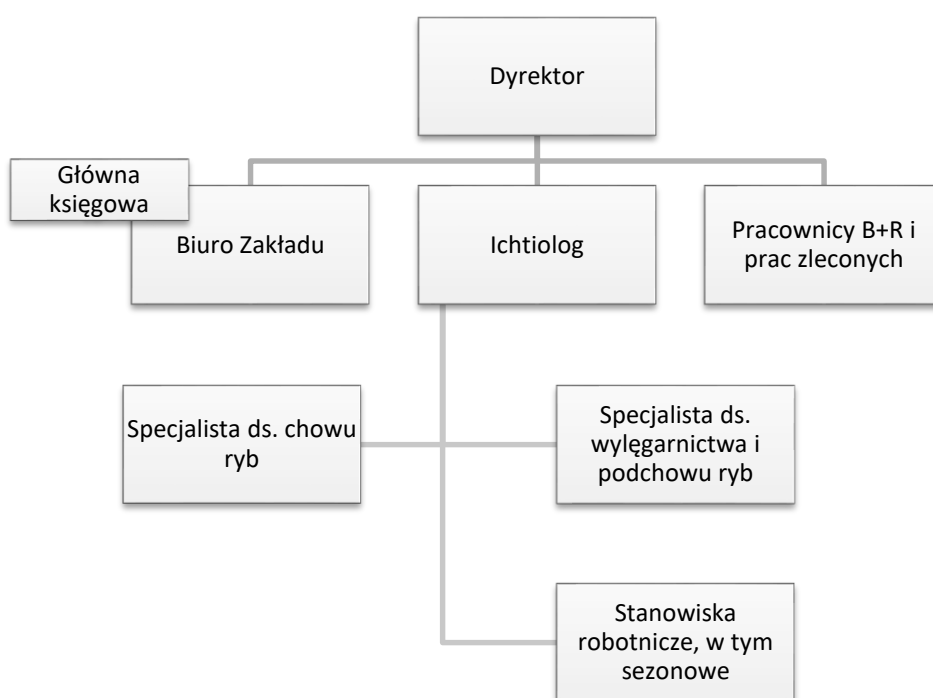 Dyrektor
Główna
księgowa
Biuro Zakładu
Ichtiolog
Pracownicy B+R i
prac zleconych
Specjalista ds. chowu
ryb
Specjalista ds.
wylęgarnictwa i
podchowu ryb
Stanowiska
robotnicze, w tym
sezonowe